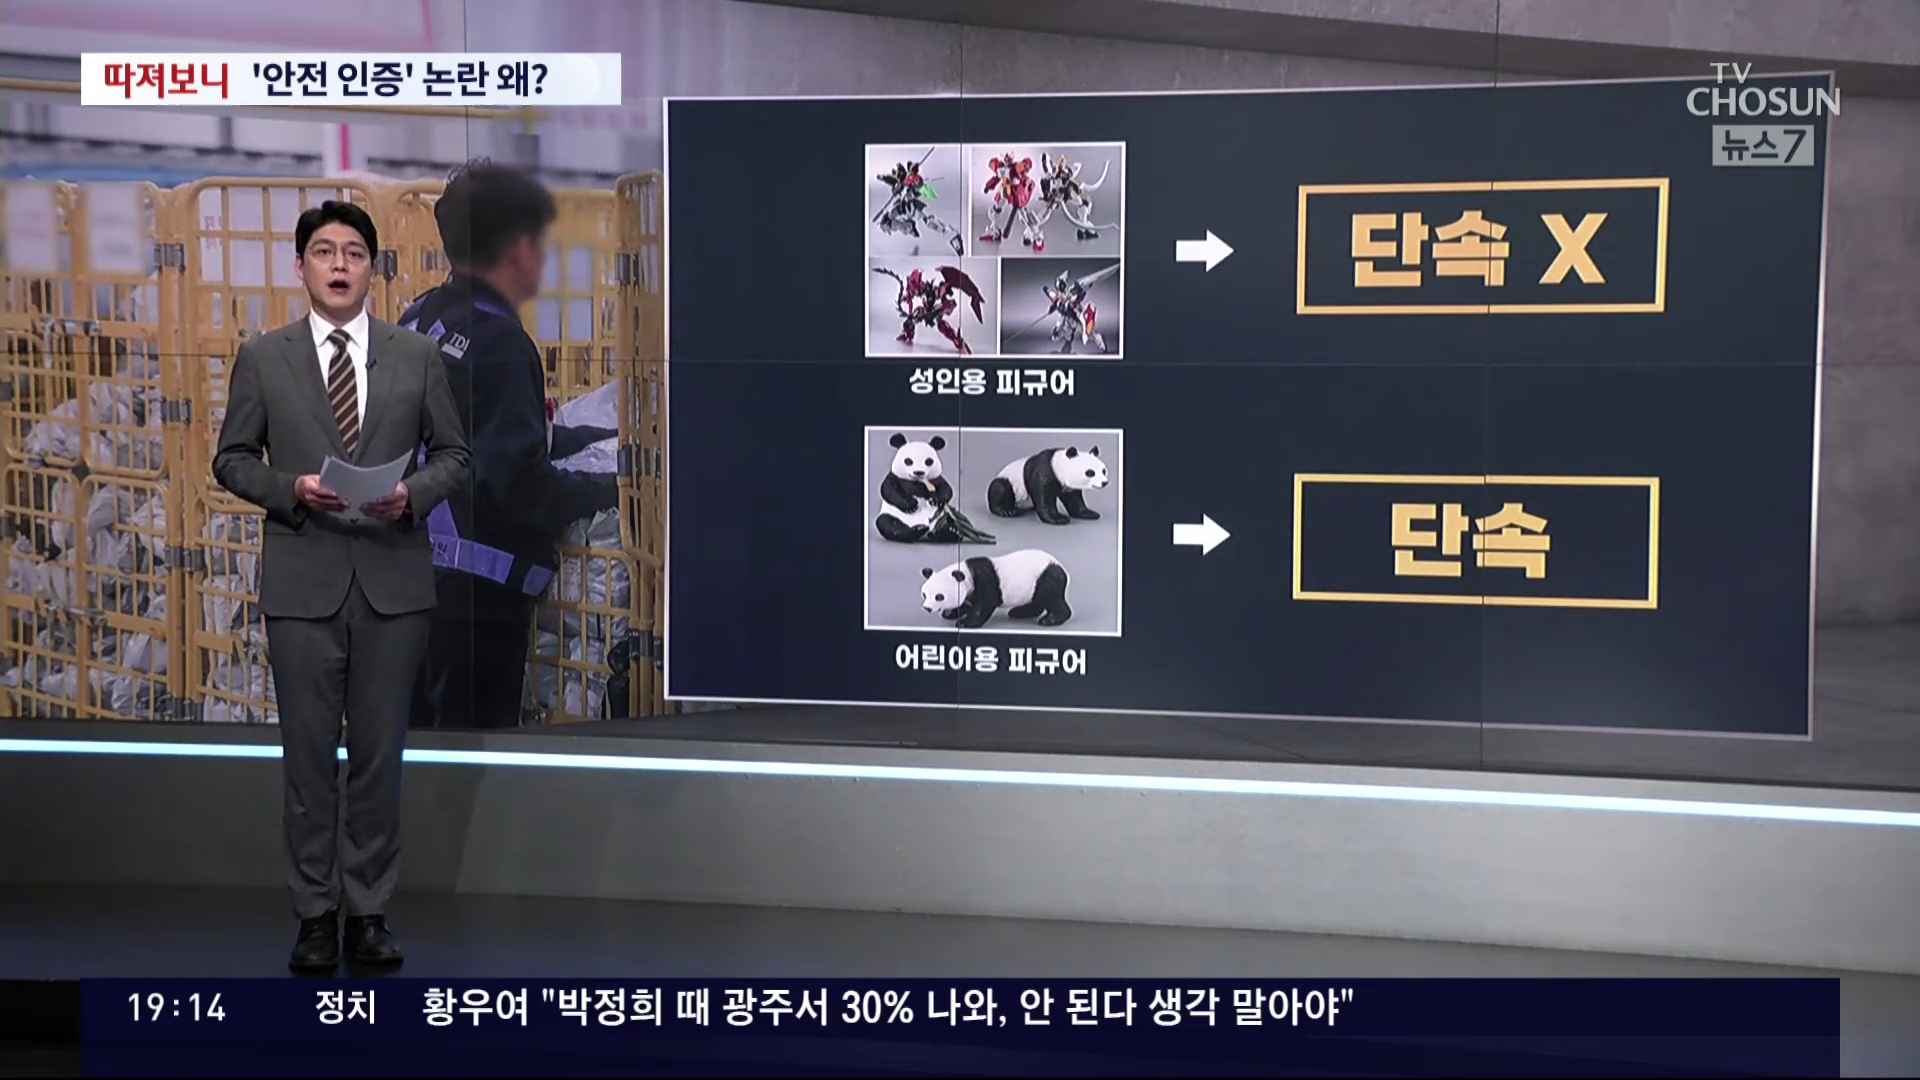 따져보니 '안전 인증' 논란 왜?
TV
CHOSUN
뉴스7
단속 X
성인용 피규어
단속
어린이용 피규어
TDI
19:14 정치 황우여 "박정희 때 광주서 30% 나와, 안 된다 생각 말아야"